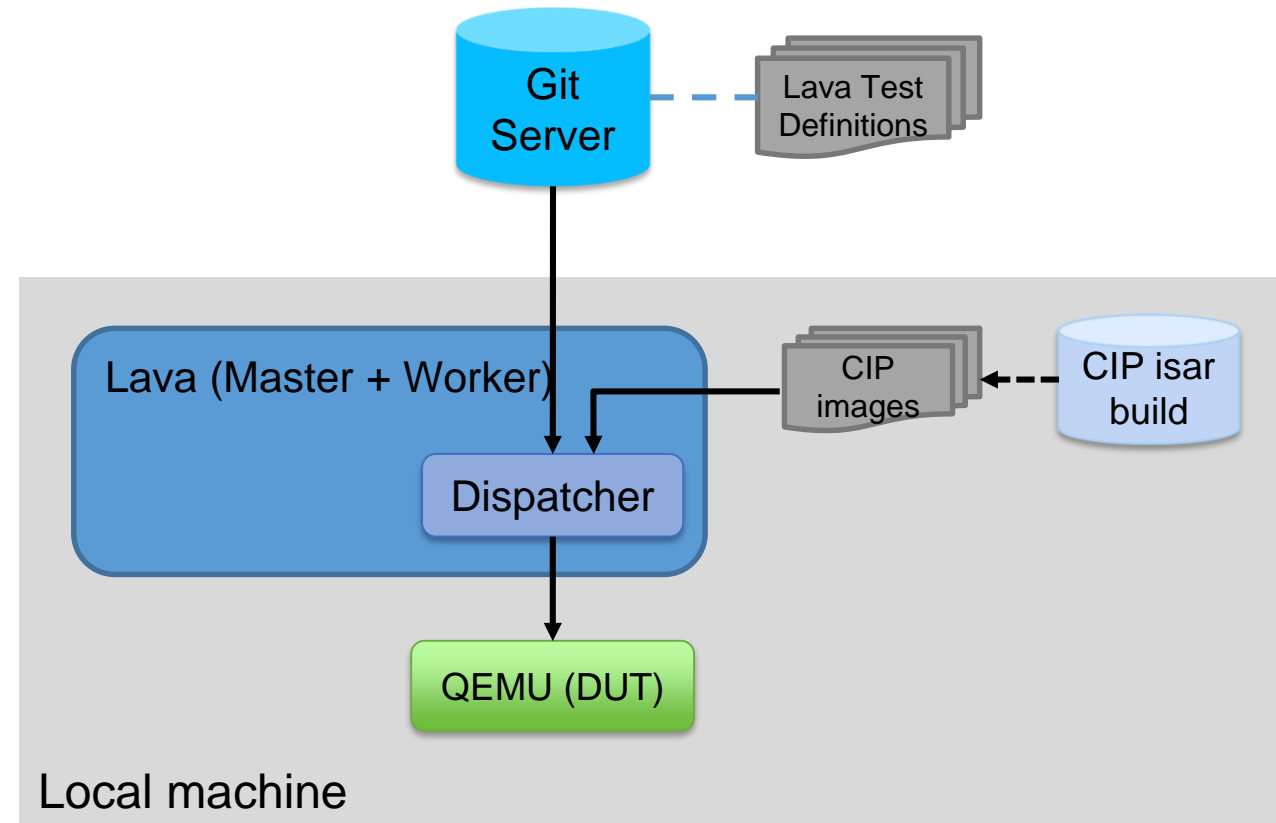 Git
Server
Lava Test
Definitions
Lava (Master + Worker)
CIP
images
CIP isar
build
Dispatcher
QEMU (DUT)
Local machine